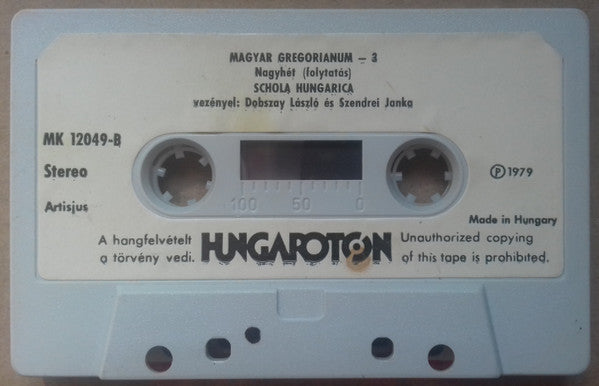 MAGYAR GREGORIANUM – 3
Nagyhét (folytatás)
SCHOLA HUNGARICA
vezényel: Dobszay László és Szendrei Janka
MK 12049-B
Stereo
Artisjus
100 50 0
Ⓟ 1979
Made in Hungary
A hangfelvételt
a törvény védi.
HUNGAROTON
Unauthorized copying
of this tape is prohibited.